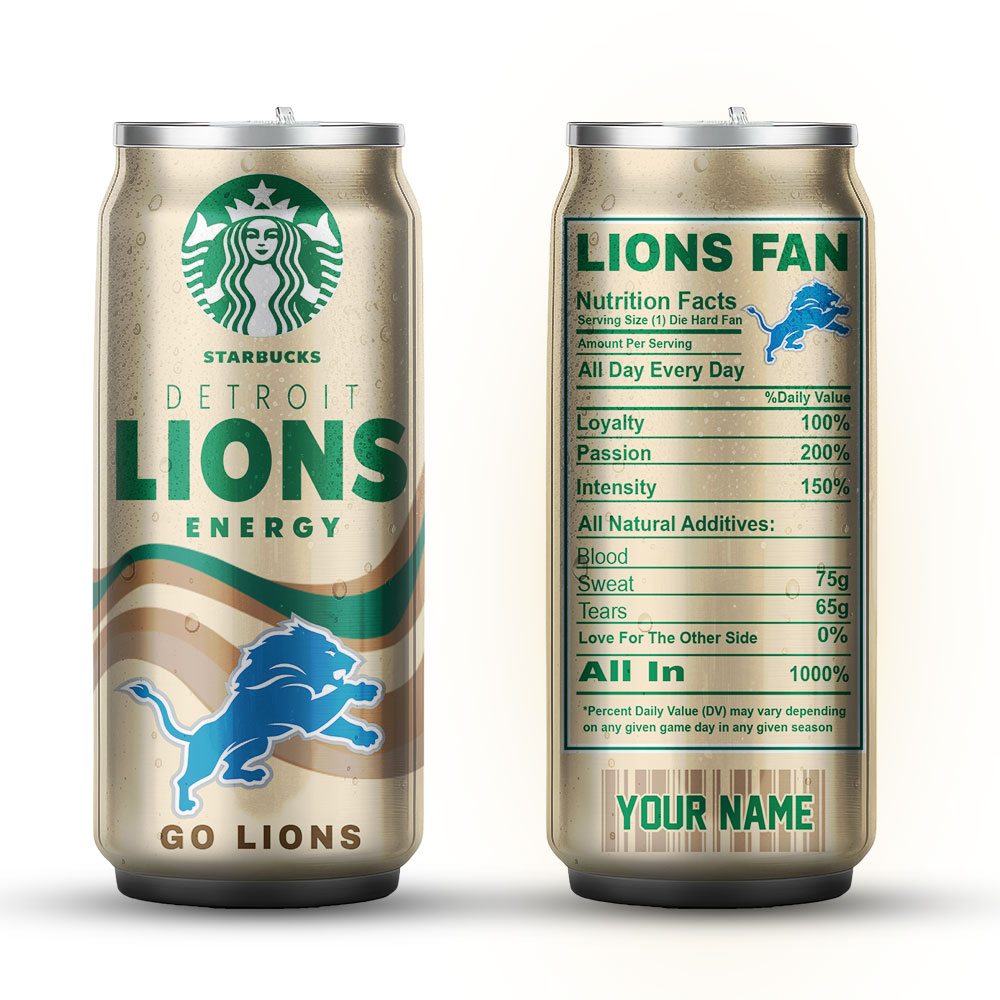 STARBUCKS
DETROIT
LIONS
ENERGY
GO LIONS
LIONS FAN
Nutrition Facts
Serving Size (1) Die Hard Fan
Amount Per Serving
All Day Every Day
%Daily Value
Loyalty 100%
Passion 200%
Intensity 150%
All Natural Additives:
Blood
Sweat 75g
Tears 65g
Love For The Other Side 0%
All In 1000%
*Percent Daily Value (DV) may vary depending
on any given game day in any given season
YOUR NAME